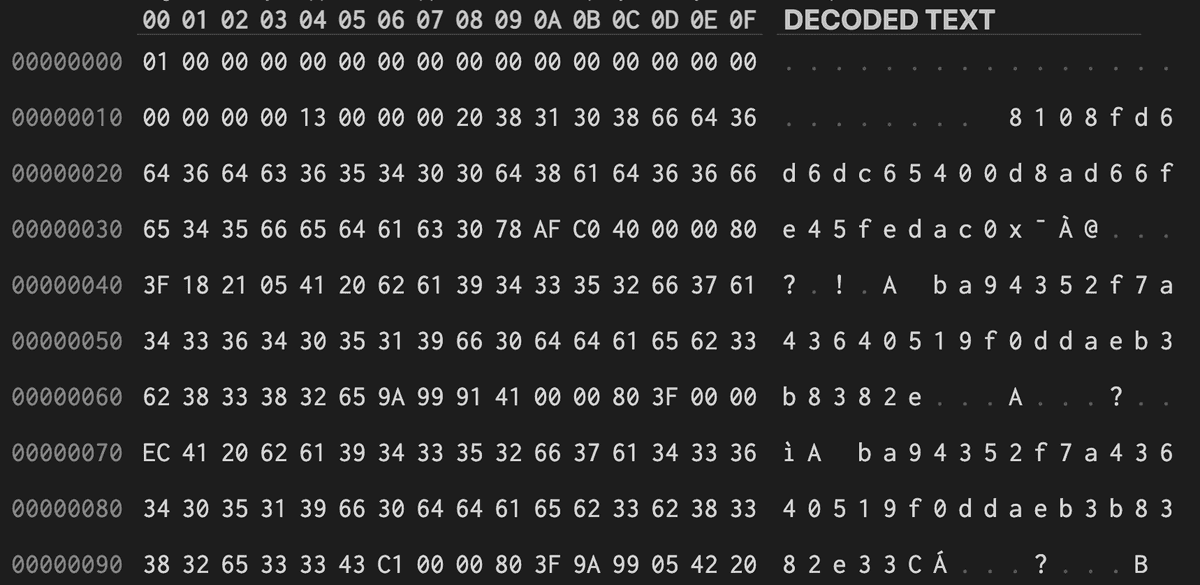 00 01 02 03 04 05 06 07 08 09 0A 0B 0C 0D 0E 0F DECODED TEXT
00000000 01 00 00 00 00 00 00 00 00 00 00 00 00 00 00 00 . . . . . . . . . . . . . . . .
00000010 00 00 00 00 13 00 00 00 20 38 31 30 38 66 64 36 . . . . . . . .   8 1 0 8 f d 6
00000020 64 36 64 63 36 35 34 30 30 64 38 61 64 36 36 66 d 6 d c 6 5 4 0 0 d 8 a d 6 6 f
00000030 65 34 35 66 65 64 61 63 30 78 AF C0 40 00 00 80 e 4 5 f e d a c 0 x ¯ À @ . . .
00000040 3F 18 21 05 41 20 62 61 39 34 33 35 32 66 37 61 ? . ! . A   b a 9 4 3 5 2 f 7 a
00000050 34 33 36 34 30 35 31 39 66 30 64 64 61 65 62 33 4 3 6 4 0 5 1 9 f 0 d d a e b 3
00000060 62 38 33 38 32 65 9A 99 91 41 00 00 80 3F 00 00 b 8 3 8 2 e . . . A . . . ? . .
00000070 EC 41 20 62 61 39 34 33 35 32 66 37 61 34 33 36 ì A   b a 9 4 3 5 2 f 7 a 4 3 6
00000080 34 30 35 31 39 66 30 64 64 61 65 62 33 62 38 33 4 0 5 1 9 f 0 d d a e b 3 b 8 3
00000090 38 32 65 33 33 43 C1 00 00 80 3F 9A 99 05 42 20 8 2 e 3 3 C Á . . . ? . . . B